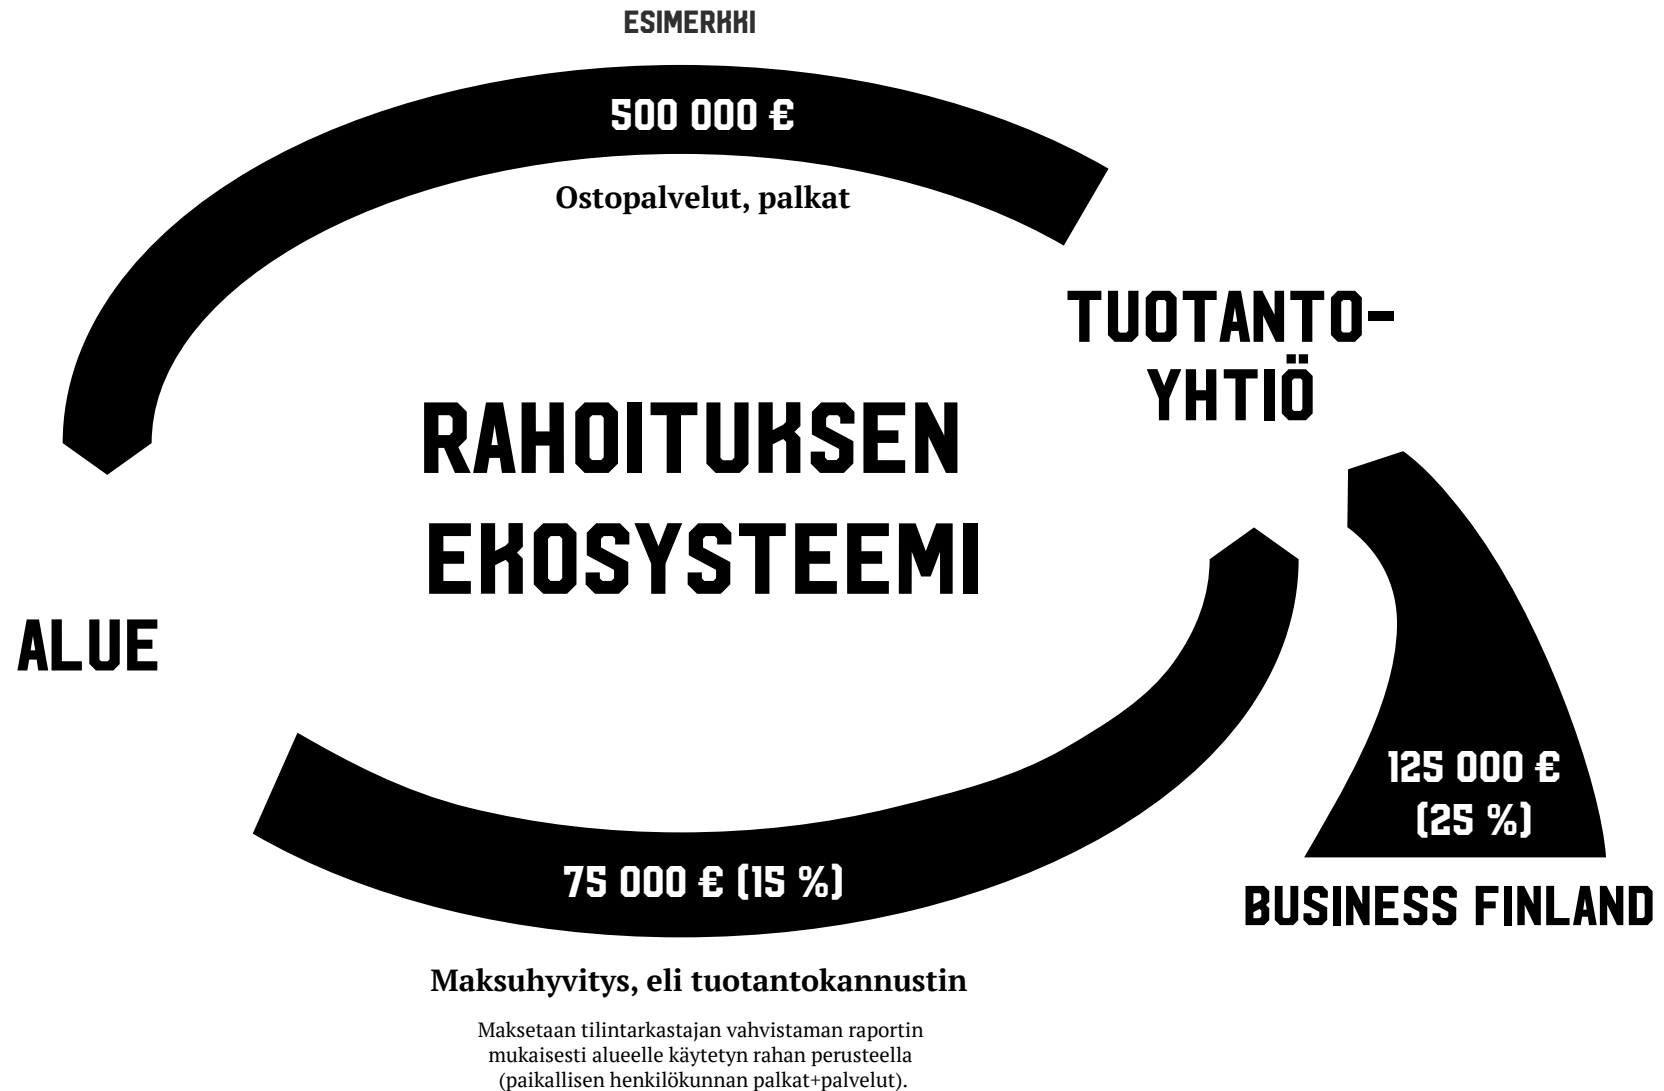 ESIMERKKI
500 000 €
Ostopalvelut, palkat
TUOTANTO-
YHTIÖ
RAHOITUKSEN
EKOSYSTEEMI
ALUE
125 000 €
(25 %)
75 000 € (15 %)
BUSINESS FINLAND
Maksuhyvitys, eli tuotantokannustin
Maksetaan tilintarkastajan vahvistaman raportin
mukaisesti alueelle käytetyn rahan perusteella
(paikallisen henkilökunnan palkat+palvelut).